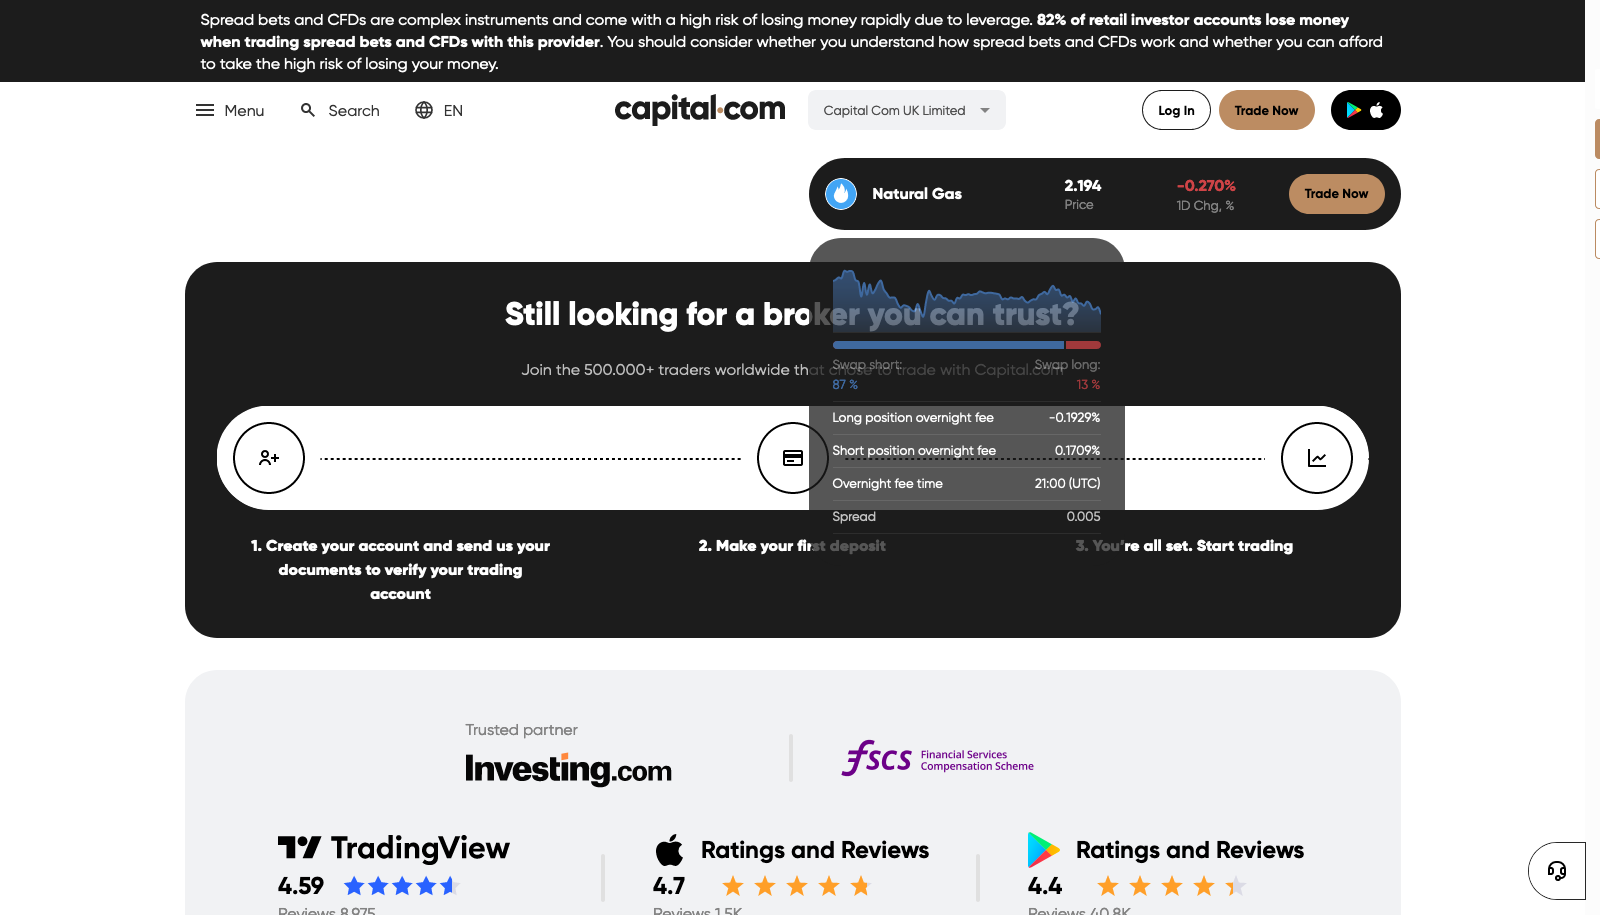 Spread bets and CFDs are complex instruments and come with a high risk of losing money rapidly due to leverage. 82% of retail investor accounts lose money
when trading spread bets and CFDs with this provider. You should consider whether you understand how spread bets and CFDs work and whether you can afford
to take the high risk of losing your money.
Menu
Search
EN
capital.com
Capital Com UK Limited
Log In
Trade Now
Natural Gas
2.194
Price
-0.270%
1D Chg, %
Trade Now
Still looking for a broker you can trust?
Join the 500.000+ traders worldwide that chose to trade with Capital.com
Swap short:
Swap long:
87 %
13 %
Long position overnight fee
-0.1929%
Short position overnight fee
0.1709%
Overnight fee time
21:00 (UTC)
Spread
0.005
1. Create your account and send us your
documents to verify your trading
account
2. Make your first deposit
3. You're all set. Start trading
Trusted partner
Investing.com
fscs
Financial Services
Compensation Scheme
TradingView
4.59
Reviews 8,975
Ratings and Reviews
4.7
Reviews 1.5K
Ratings and Reviews
4.4
Reviews 40.8K